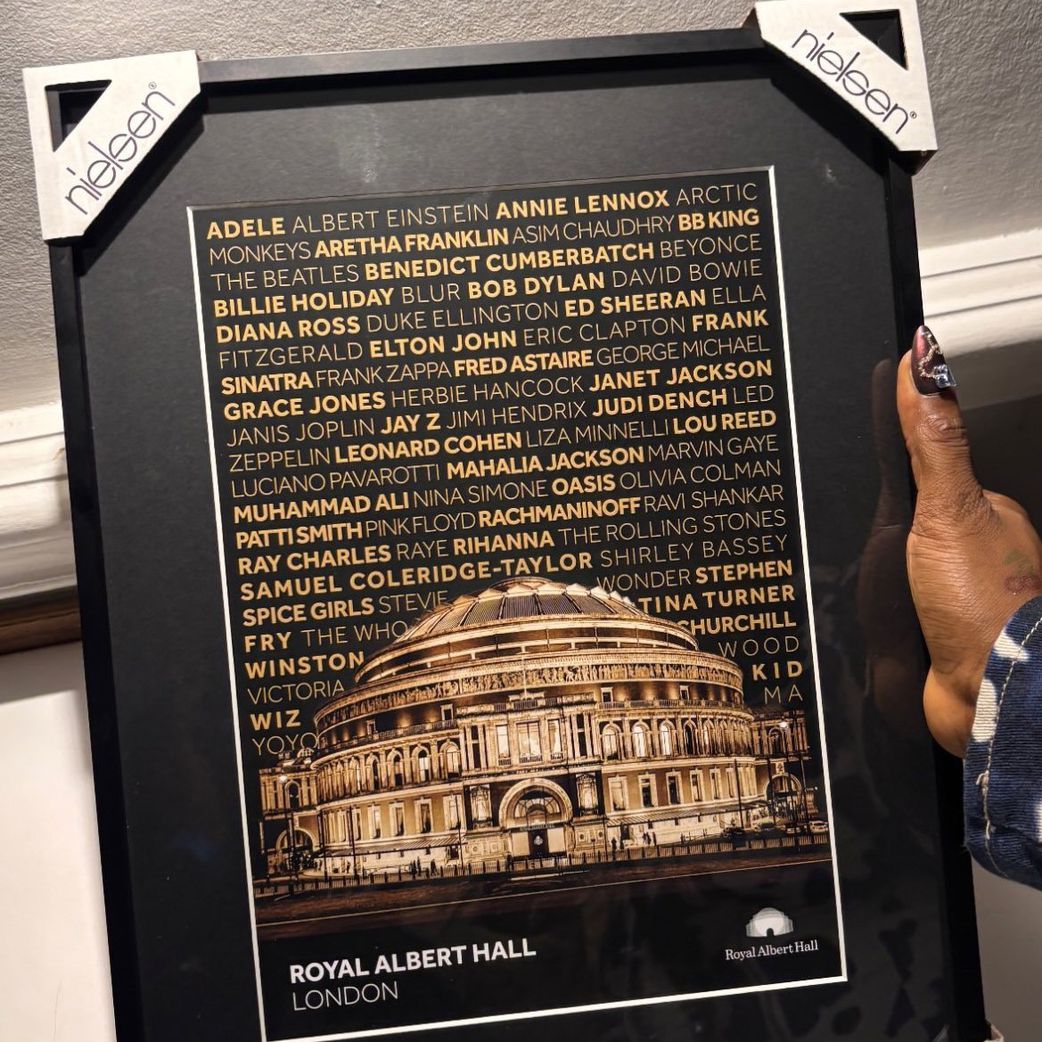 nielsen®
nielsen®
ADELE ALBERT EINSTEIN ANNIE LENNOX ARCTIC
MONKEYS ARETHA FRANKLIN ASIM CHAUDHRY BB KING
THE BEATLES BENEDICT CUMBERBATCH BEYONCE
BILLIE HOLIDAY BLUR BOB DYLAN DAVID BOWIE
DIANA ROSS DUKE ELLINGTON ED SHEERAN ELLA
FITZGERALD ELTON JOHN ERIC CLAPTON FRANK
SINATRA FRANK ZAPPA FRED ASTAIRE GEORGE MICHAEL
GRACE JONES HERBIE HANCOCK JANET JACKSON
JANIS JOPLIN JAY Z JIMI HENDRIX JUDI DENCH LED
ZEPPELIN LEONARD COHEN LIZA MINNELLI LOU REED
LUCIANO PAVAROTTI MAHALIA JACKSON MARVIN GAYE
MUHAMMAD ALI NINA SIMONE OASIS OLIVIA COLMAN
PATTI SMITH PINK FLOYD RACHMANINOFF RAVI SHANKAR
RAY CHARLES RAYE RIHANNA THE ROLLING STONES
SAMUEL COLERIDGE-TAYLOR SHIRLEY BASSEY
SPICE GIRLS STEVIE WONDER STEPHEN
FRY THE WHO TINA TURNER
WINSTON CHURCHILL
VICTORIA WOOD
WIZ KID
YOYO MA
ROYAL ALBERT HALL
LONDON
Royal Albert Hall